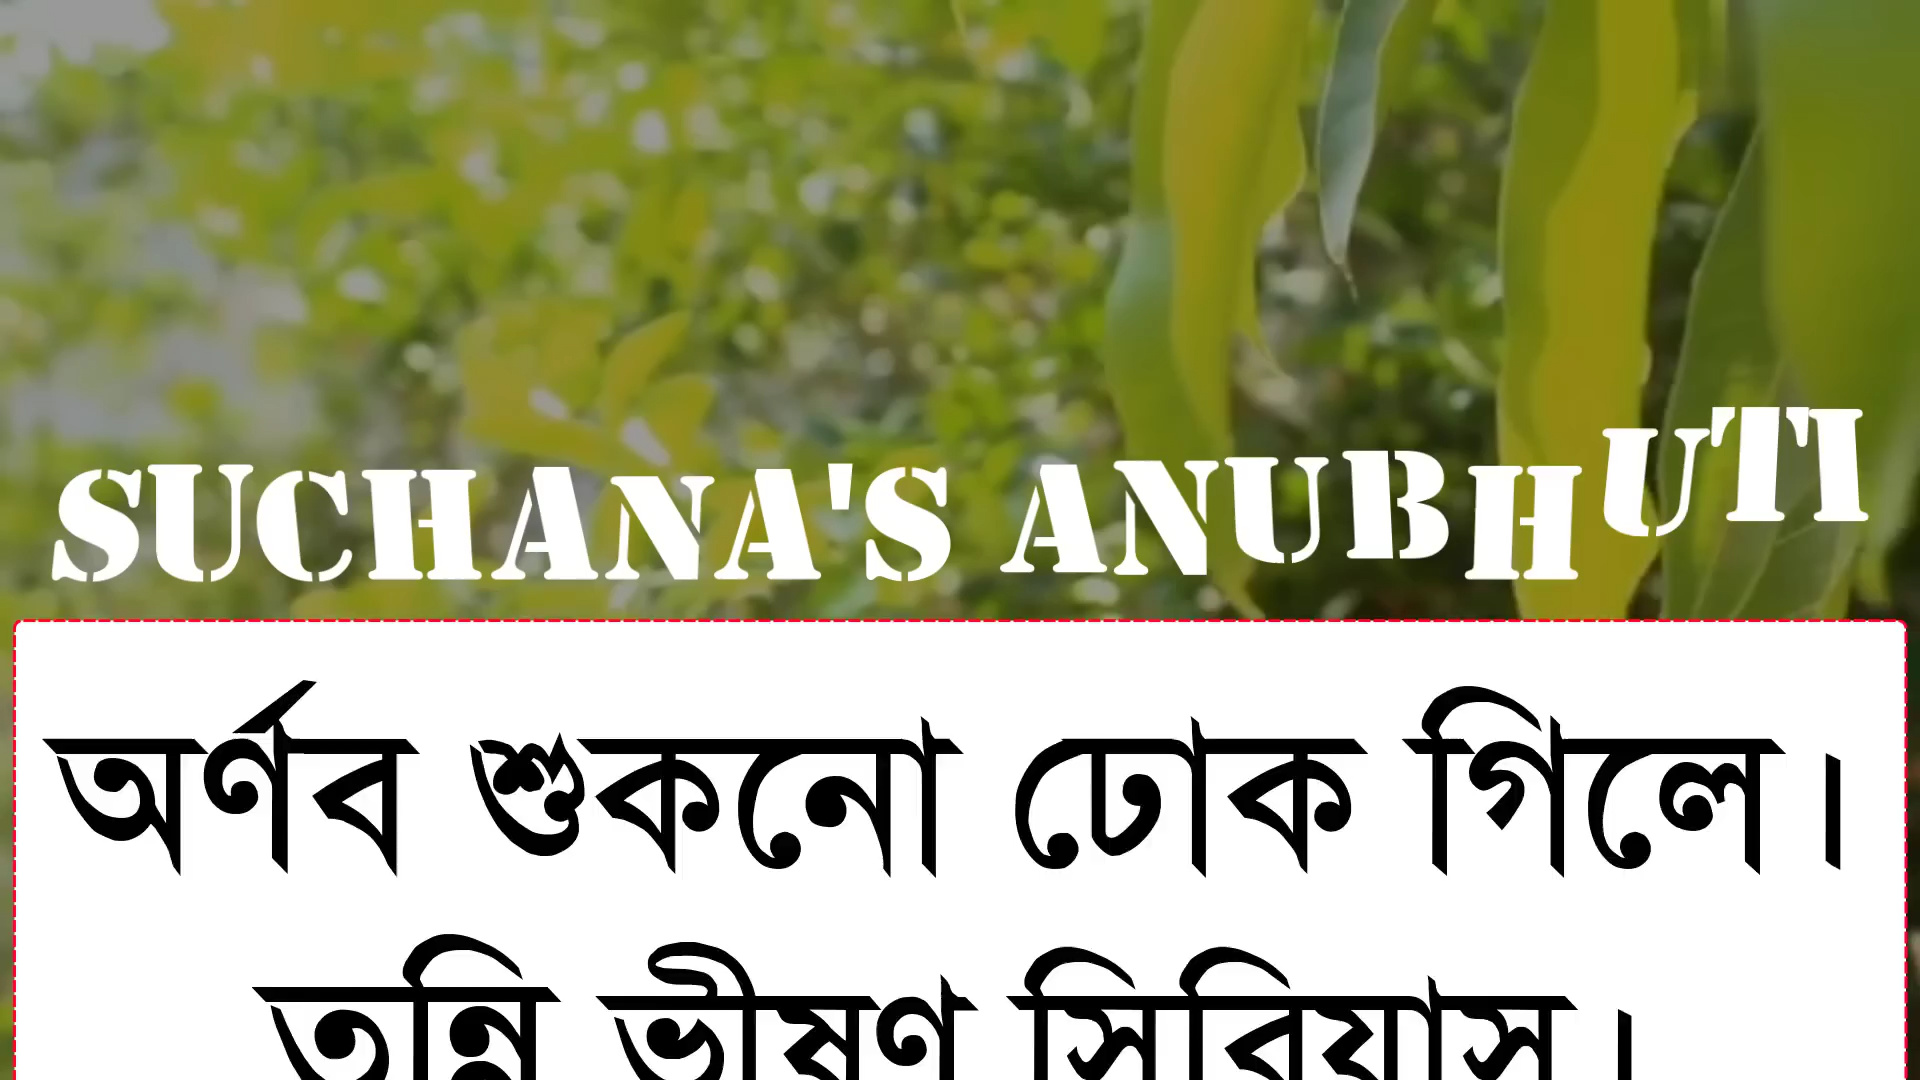 SUCHANA'S ANUBHUTI
অর্ণব শুকনো ঢোক গিলে।
তন্নি ভীষণ সিরিয়াস।